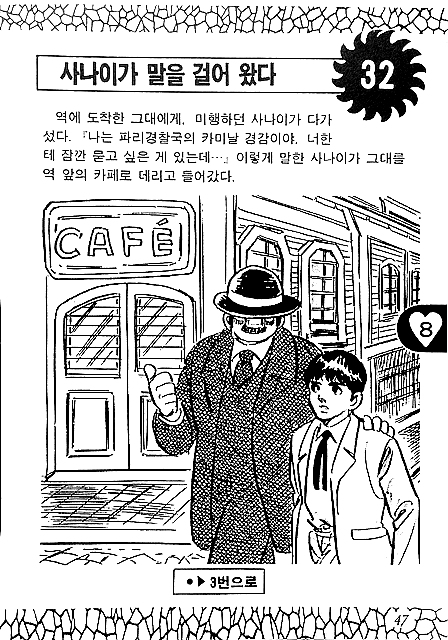 사나이가 말을 걸어 왔다
32
역에 도착한 그대에게, 미행하던 사나이가 다가
섰다. 『나는 파리경찰국의 카미날 경감이야. 너한
테 잠깐 묻고 싶은 게 있는데…』 이렇게 말한 사나이가 그대를
역 앞의 카페로 데리고 들어갔다.
CAFÉ
8
●▶3번으로
47